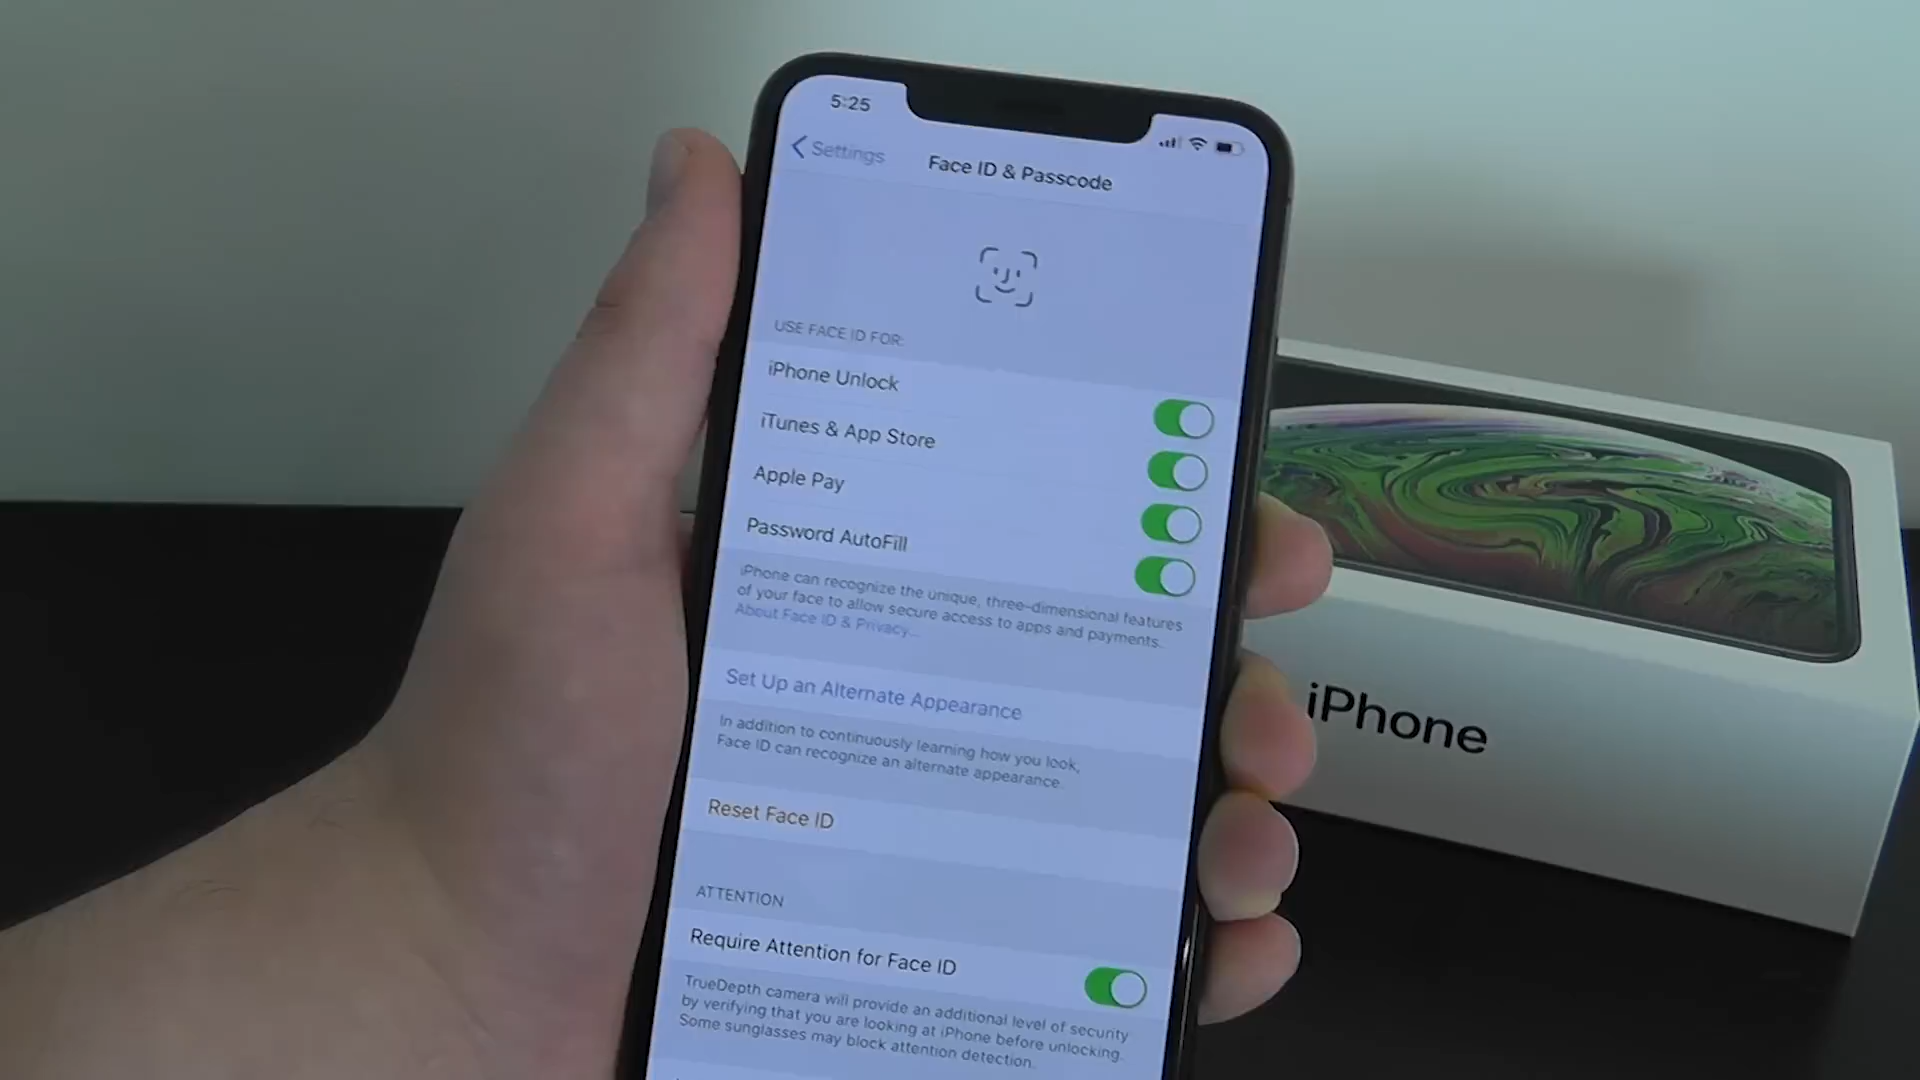 5:25
Settings
Face ID & Passcode
USE FACE ID FOR:
iPhone Unlock
iTunes & App Store
Apple Pay
Password AutoFill
iPhone can recognize the unique, three-dimensional features
of your face to allow secure access to apps and payments.
About Face ID & Privacy...
Set Up an Alternate Appearance
In addition to continuously learning how you look,
Face ID can recognize an alternate appearance.
Reset Face ID
ATTENTION
Require Attention for Face ID
TrueDepth camera will provide an additional level of security
by verifying that you are looking at iPhone before unlocking.
Some sunglasses may block attention detection.
iPhone